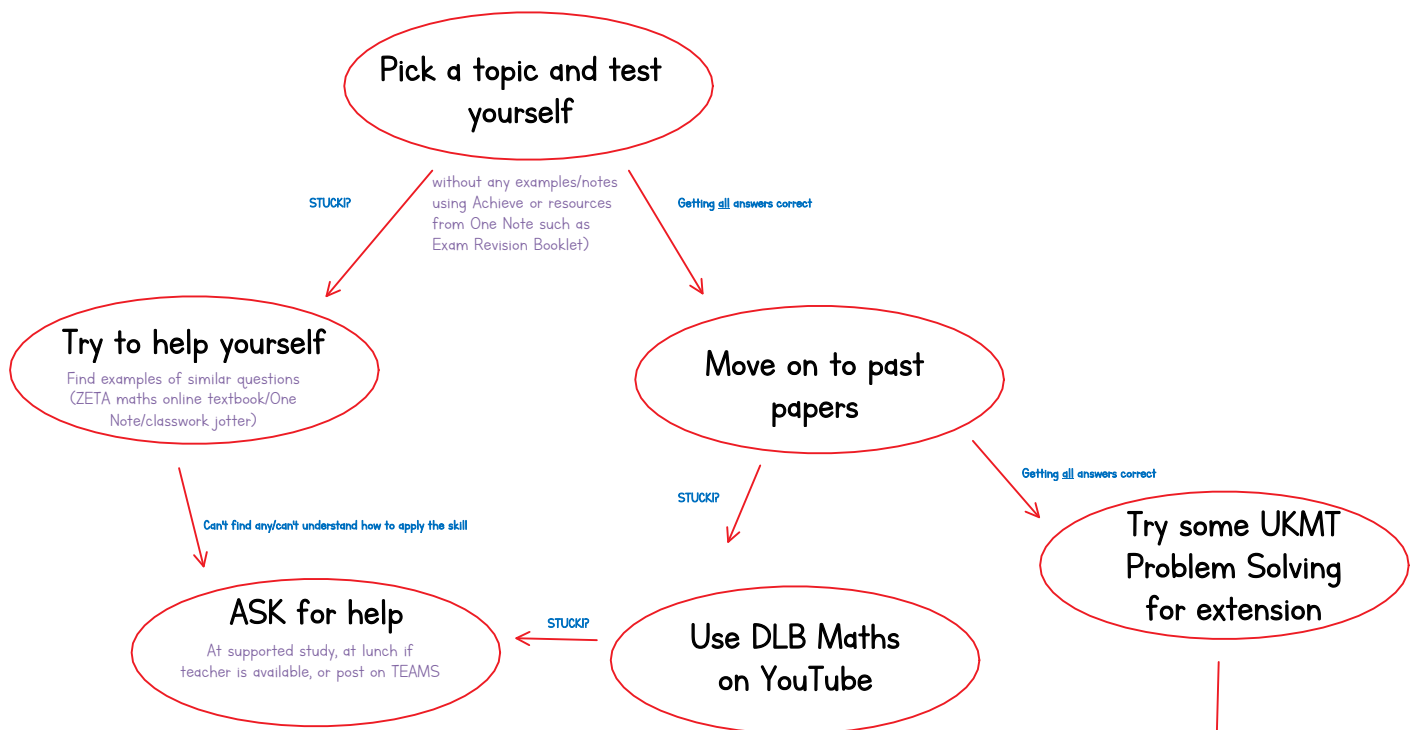 Pick a topic and test
yourself
STUCK!?
without any examples/notes
using Achieve or resources
from One Note such as
Exam Revision Booklet)
Getting all answers correct
Try to help yourself
Find examples of similar questions
(ZETA maths online textbook/One
Note/classwork jotter)
Move on to past
papers
Can't find any/can't understand how to apply the skill
STUCK!?
Getting all answers correct
Try some UKMT
Problem Solving
for extension
ASK for help
At supported study, at lunch if
teacher is available, or post on TEAMS
STUCK!?
Use DLB Maths
on YouTube